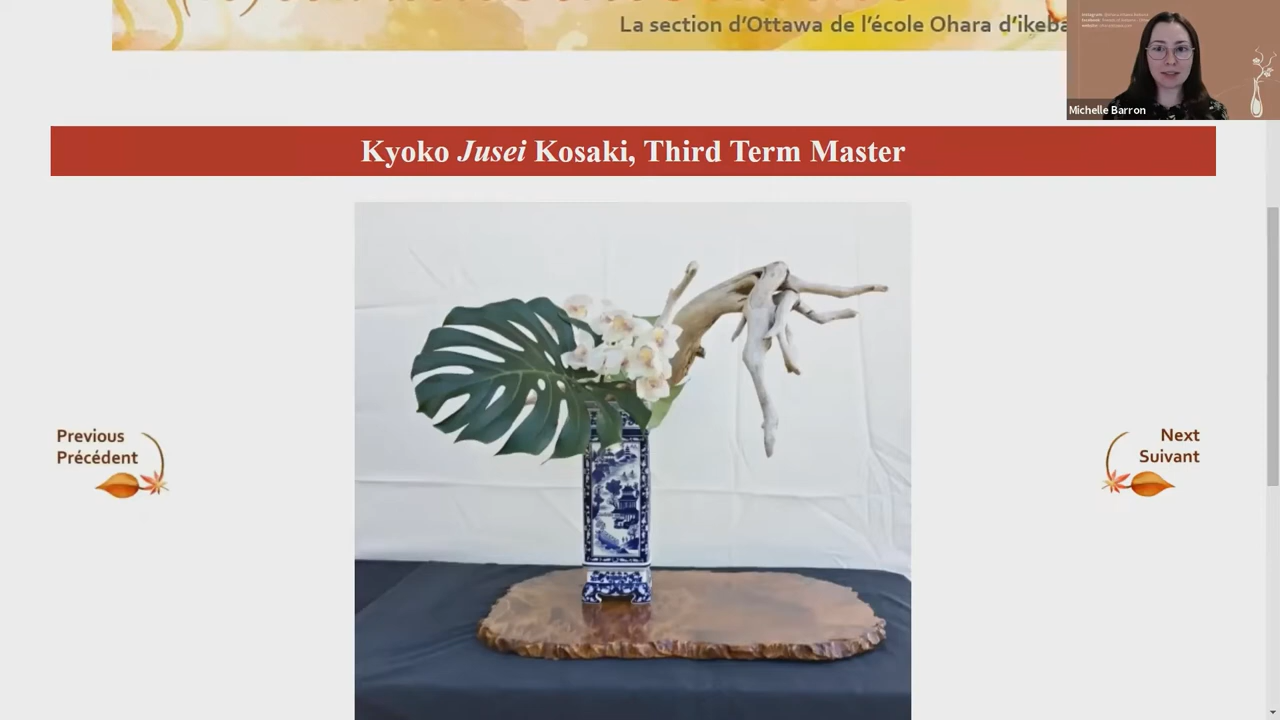 La section d'Ottawa de l'école Ohara d'ikeba
Michelle Barron
Kyoko Jusei Kosaki, Third Term Master
Previous
Précédent
Next
Suivant